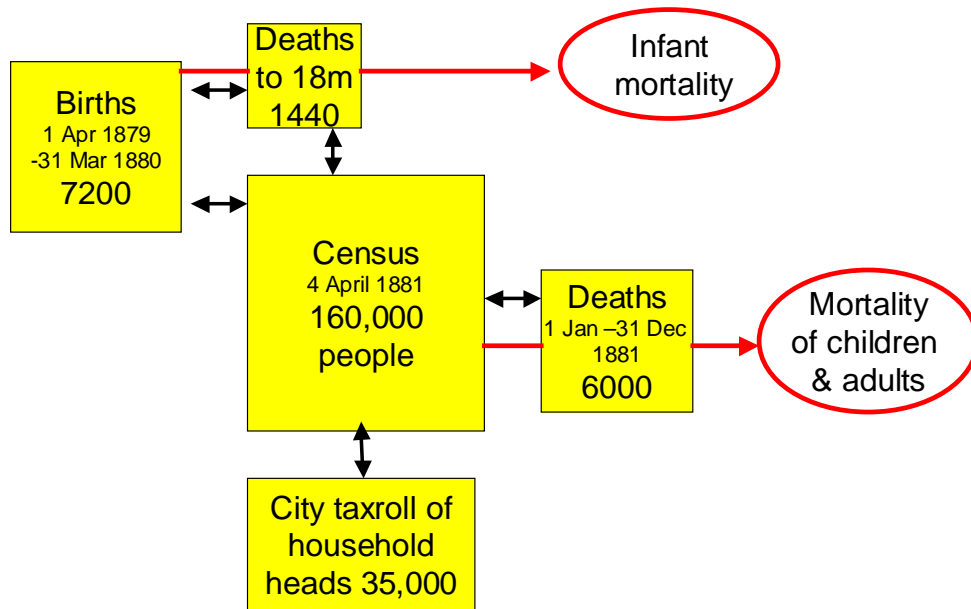 Deaths
to 18m
1440
Infant
mortality
Births
1 Apr 1879
-31 Mar 1880
7200
Census
4 April 1881
160,000
people
Deaths
1 Jan –31 Dec
1881
6000
Mortality
of children
& adults
City taxroll of
household
heads 35,000